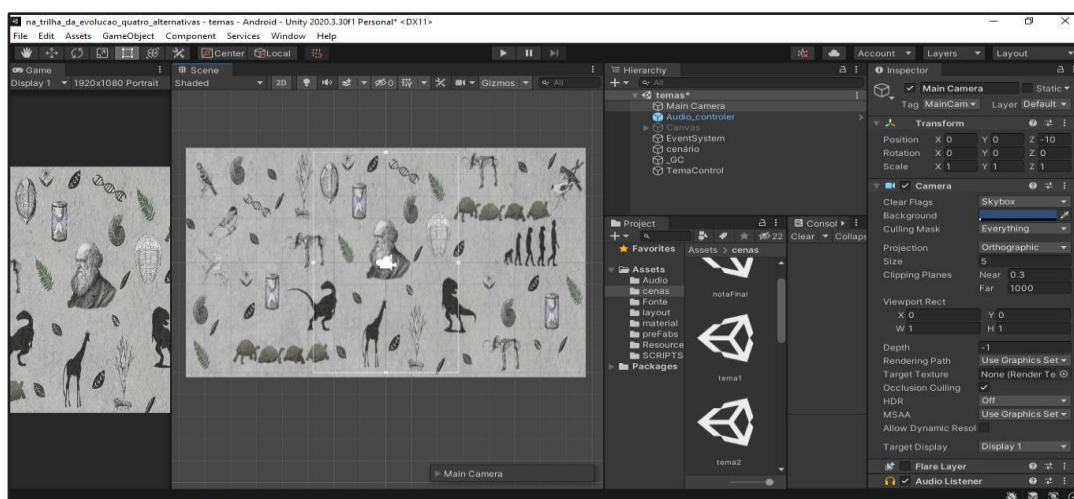 na_trilha_da_evolucao_quatro_alternativas - temas - Android - Unity 2020.3.30f1 Personal* <DX11>
File Edit Assets GameObject Component Services Window Help
Center Local Account Layers Layout
Game
Display 1 1920x1080 Portrait
Scene
Shaded 2D 0 Gizmos All
Hierarchy
All
temas*
Main Camera
Audio_controler
Canvas
EventSystem
cenário
_GC
TemaControl
Project
22
Favorites
Assets
Audio
cenas
Fonte
layout
material
preFabs
Resource
SCRIPTS
Packages
Assets > cenas
notaFinal
tema1
tema2
Consol
Clear Collaps
Inspector
Main Camera Static
Tag MainCam Layer Default
Transform
Position X 0 Y 0 Z -10
Rotation X 0 Y 0 Z 0
Scale X 1 Y 1 Z 1
Camera
Clear Flags Skybox
Background
Culling Mask Everything
Projection Orthographic
Size 5
Clipping Planes Near 0.3
Far 1000
Viewport Rect
X 0 Y 0
W 1 H 1
Depth -1
Rendering Path Use Graphics Set
Target Texture None (Render Te
Occlusion Culling
HDR Off
MSAA Use Graphics Set
Allow Dynamic Resol
Target Display Display 1
Flare Layer
Audio Listener
Main Camera